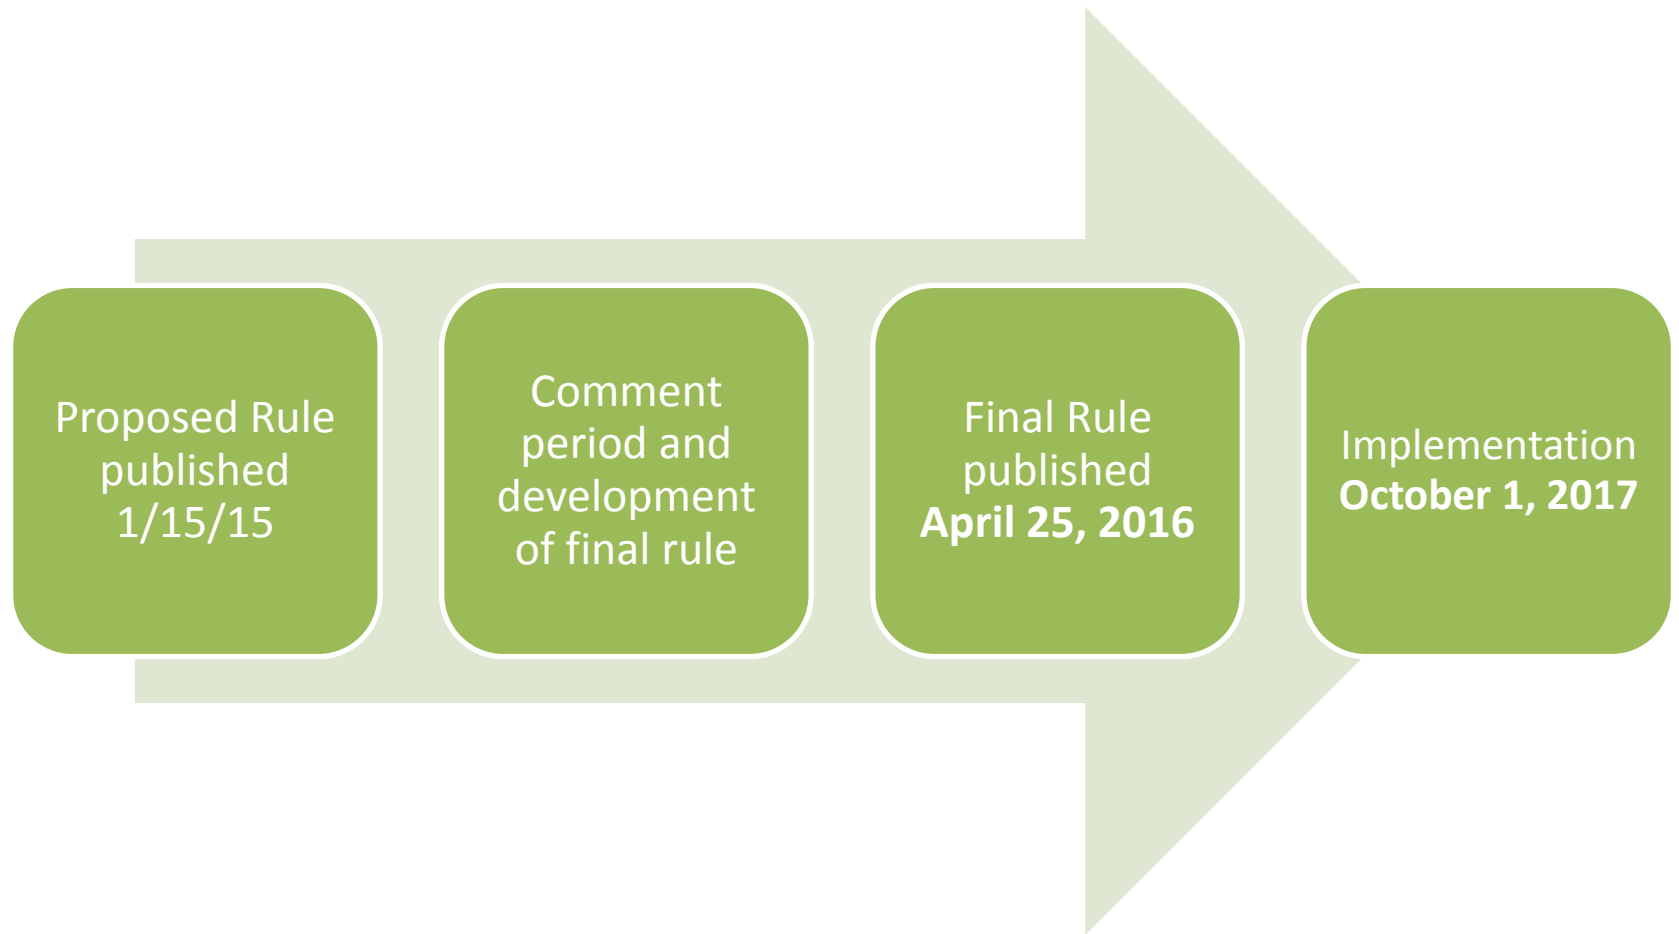 Proposed Rule
published
1/15/15
Comment
period and
development
of final rule
Final Rule
published
April 25, 2016
Implementation
October 1, 2017